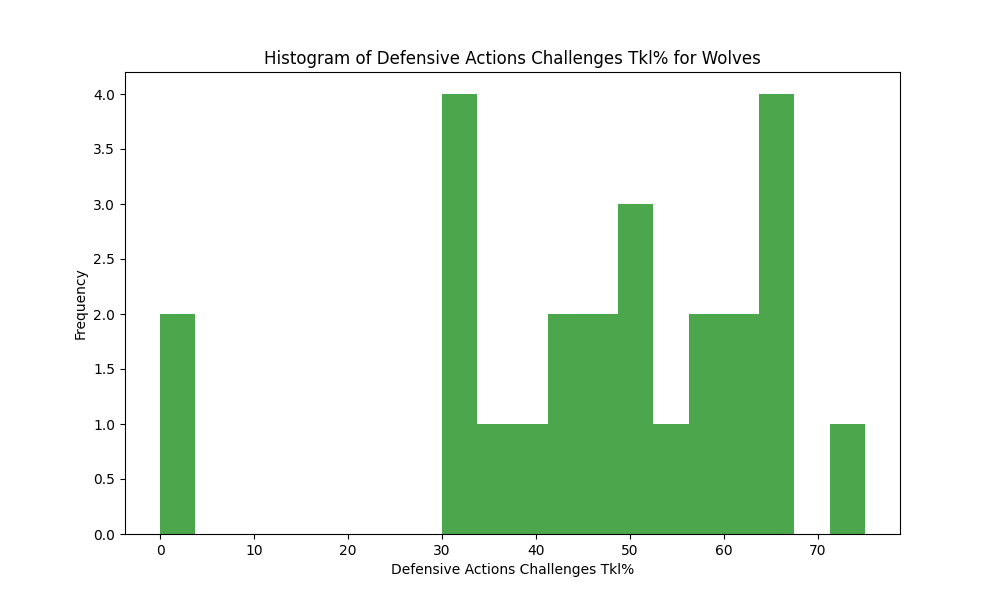 Histogram of Defensive Actions Challenges Tkl% for Wolves
Frequency
4.0
3.5
3.0
2.5
2.0
1.5
1.0
0.5
0.0
0 10 20 30 40 50 60 70
Defensive Actions Challenges Tkl%